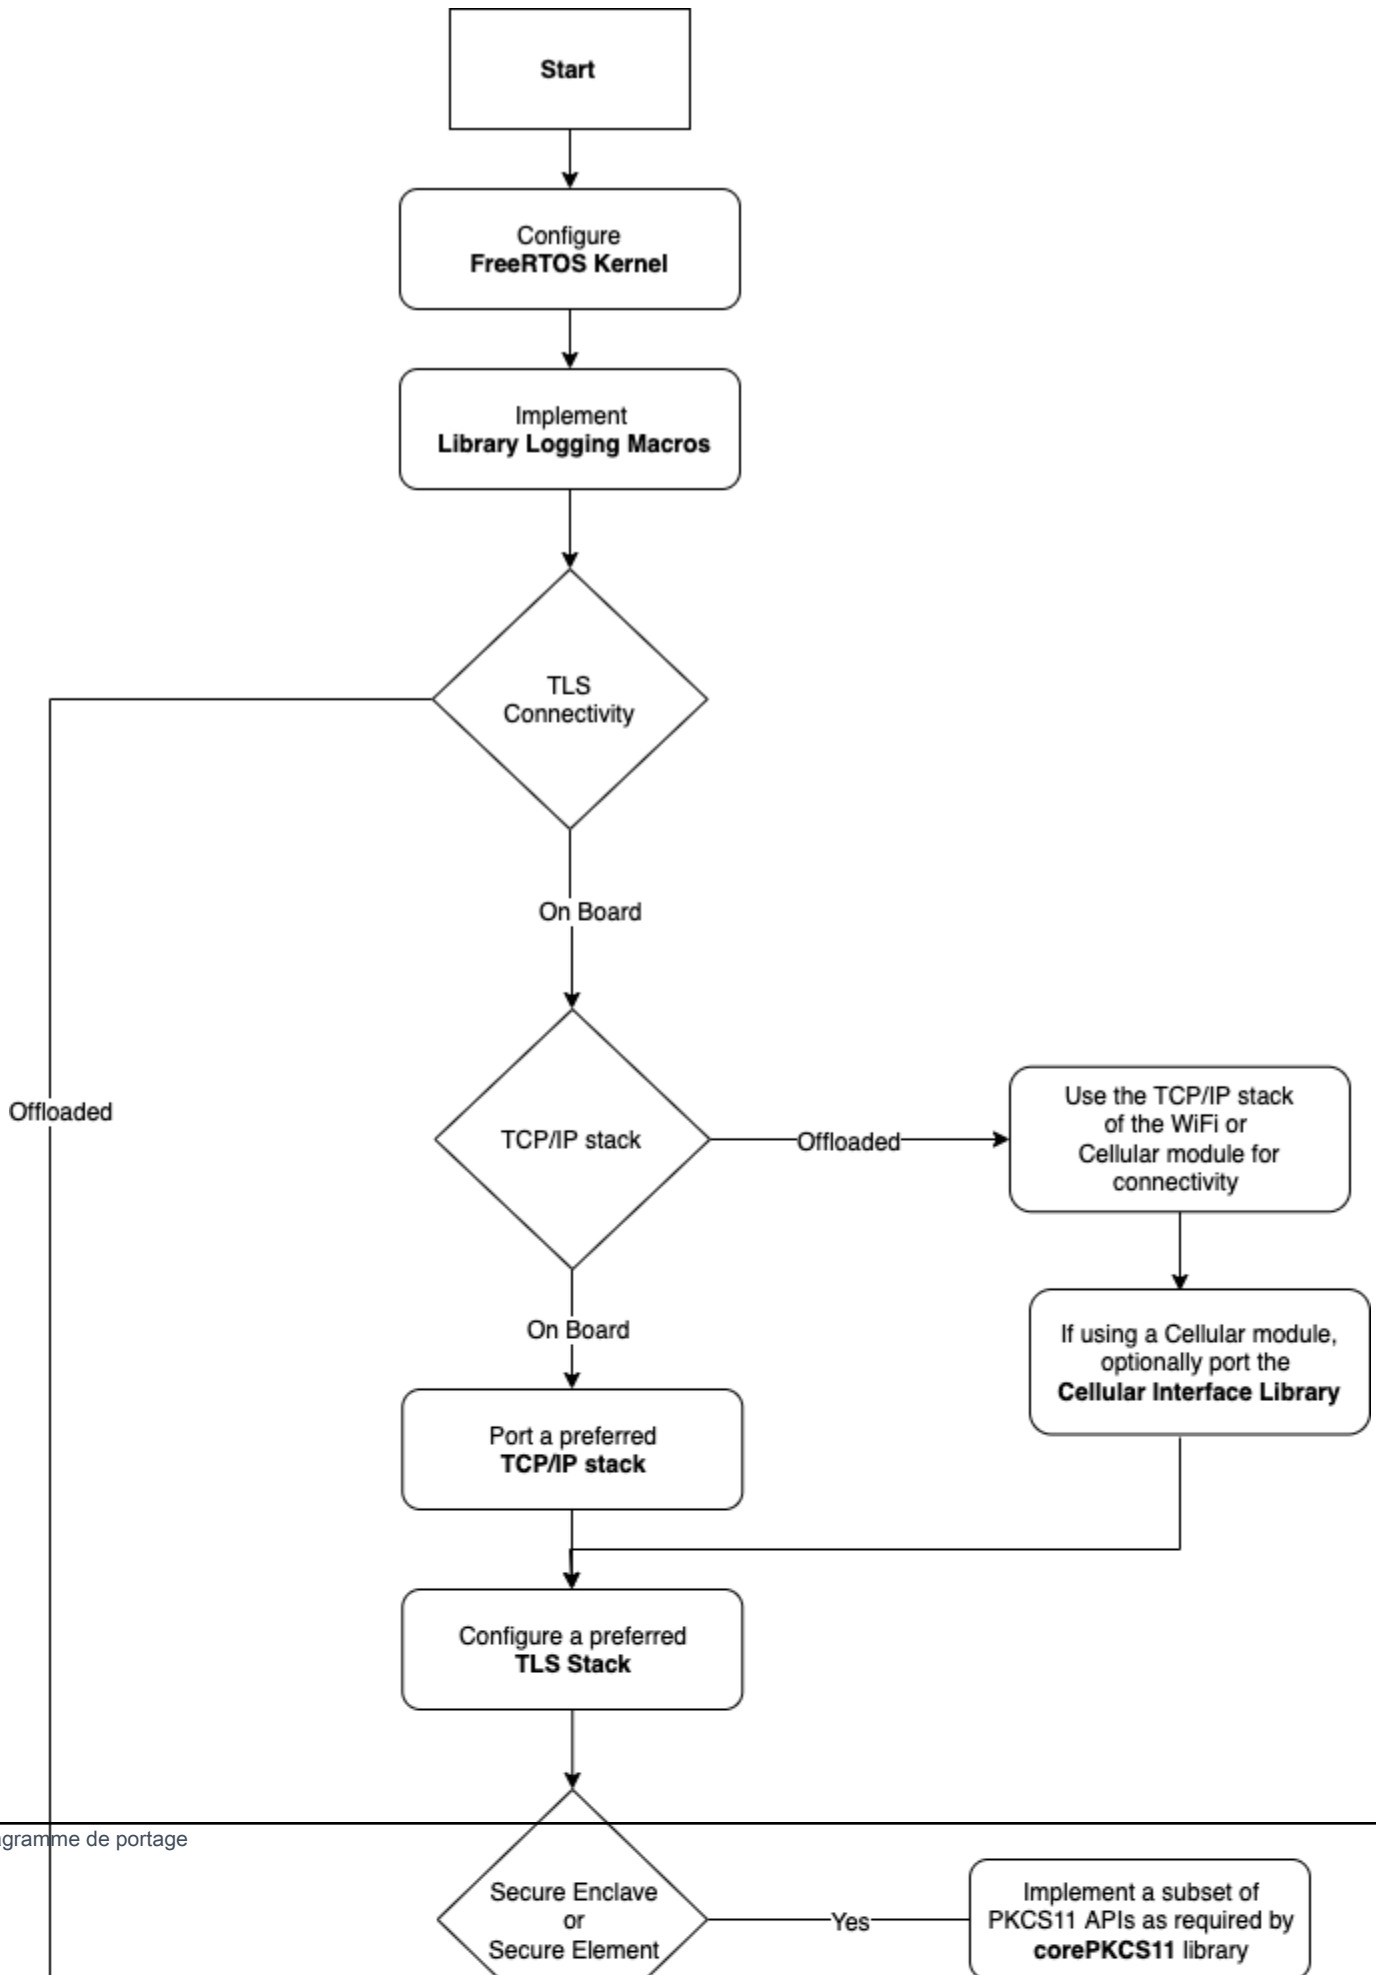 Start
Configure
FreeRTOS Kernel
Implement
Library Logging Macros
TLS
Connectivity
On Board
Offloaded
TCP/IP stack
Offloaded
Use the TCP/IP stack
of the WiFi or
Cellular module for
connectivity
On Board
If using a Cellular module,
optionally port the
Cellular Interface Library
Port a preferred
TCP/IP stack
Configure a preferred
TLS Stack
de portage
Secure Enclave
or
Secure Element
Yes
Implement a subset of
PKCS11 APIs as required by
corePKCS11 library